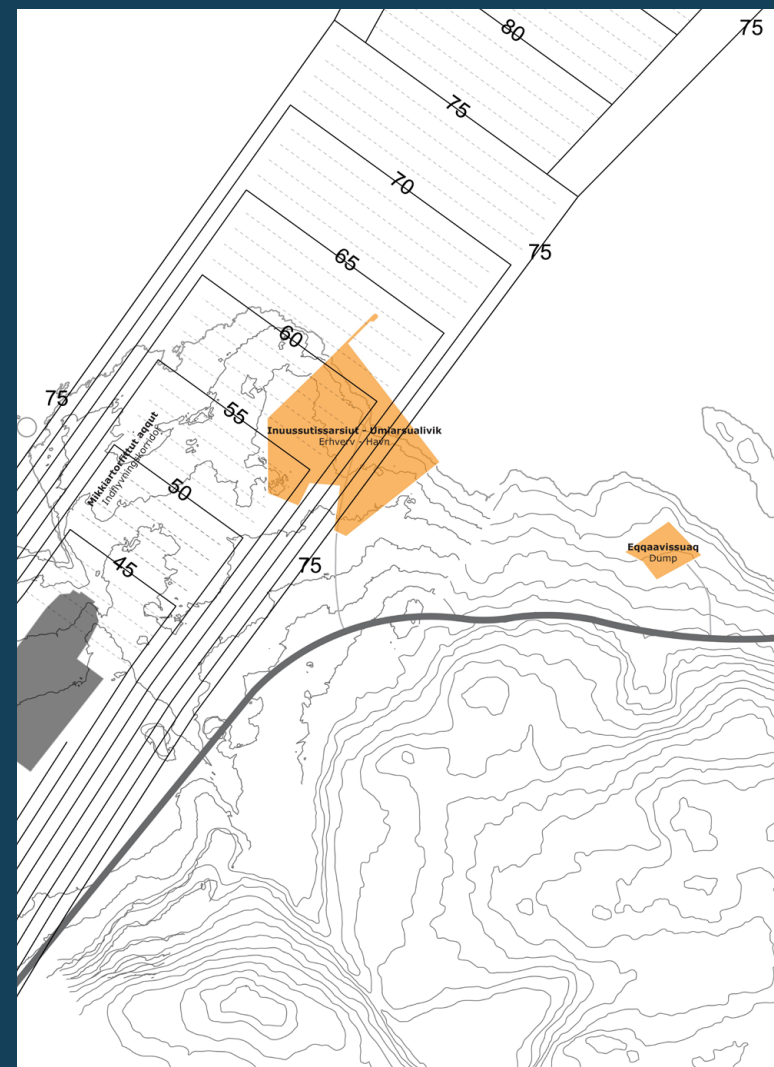 80
75
75
70
75
65
60
75
55
Inuussutissarsiut - Umiarsualivik
Erhverv - Havn
Mikkiartorfittut aqqut
Indflyvningskorridor
50
Eqqaavissuaq
Dump
75
45